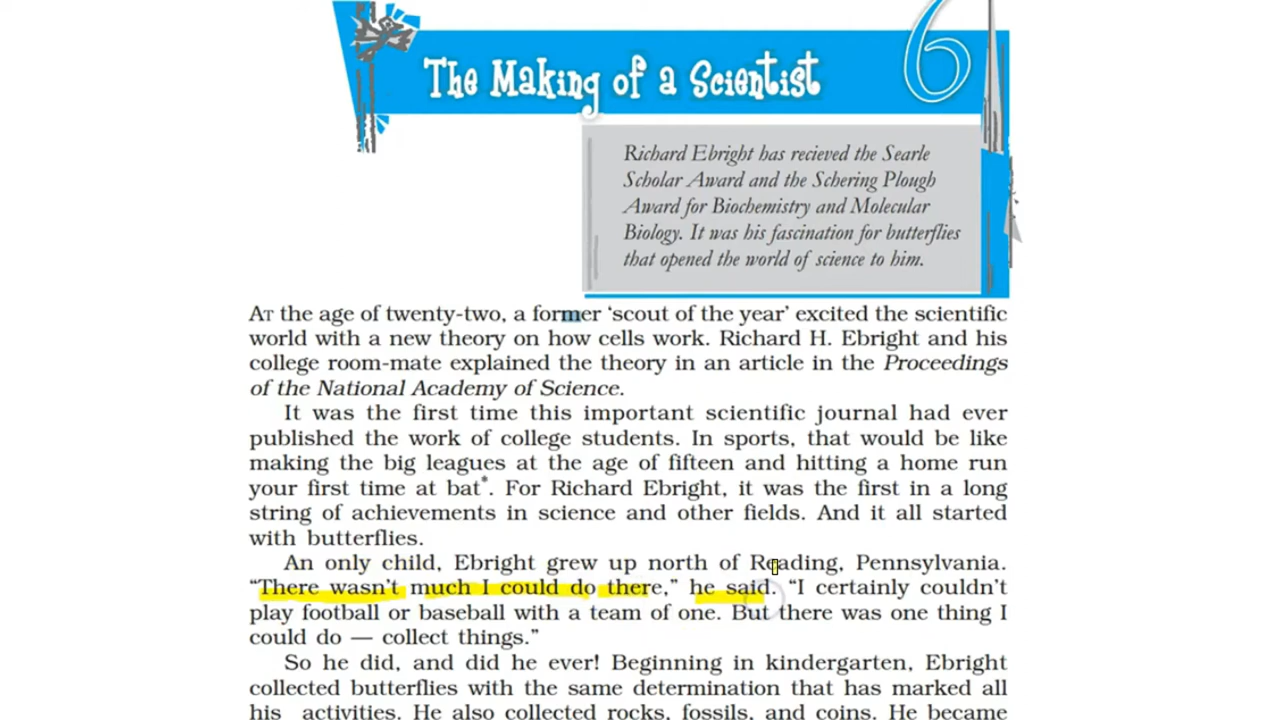 6
The Making of a Scientist
Richard Ebright has recieved the Searle
Scholar Award and the Schering Plough
Award for Biochemistry and Molecular
Biology. It was his fascination for butterflies
that opened the world of science to him.
AT the age of twenty-two, a former ‘scout of the year’ excited the scientific
world with a new theory on how cells work. Richard H. Ebright and his
college room-mate explained the theory in an article in the Proceedings
of the National Academy of Science.
It was the first time this important scientific journal had ever
published the work of college students. In sports, that would be like
making the big leagues at the age of fifteen and hitting a home run
your first time at bat*. For Richard Ebright, it was the first in a long
string of achievements in science and other fields. And it all started
with butterflies.
An only child, Ebright grew up north of Reading, Pennsylvania.
“There wasn’t much I could do there,” he said. “I certainly couldn’t
play football or baseball with a team of one. But there was one thing I
could do — collect things.”
So he did, and did he ever! Beginning in kindergarten, Ebright
collected butterflies with the same determination that has marked all
his activities. He also collected rocks, fossils, and coins. He became